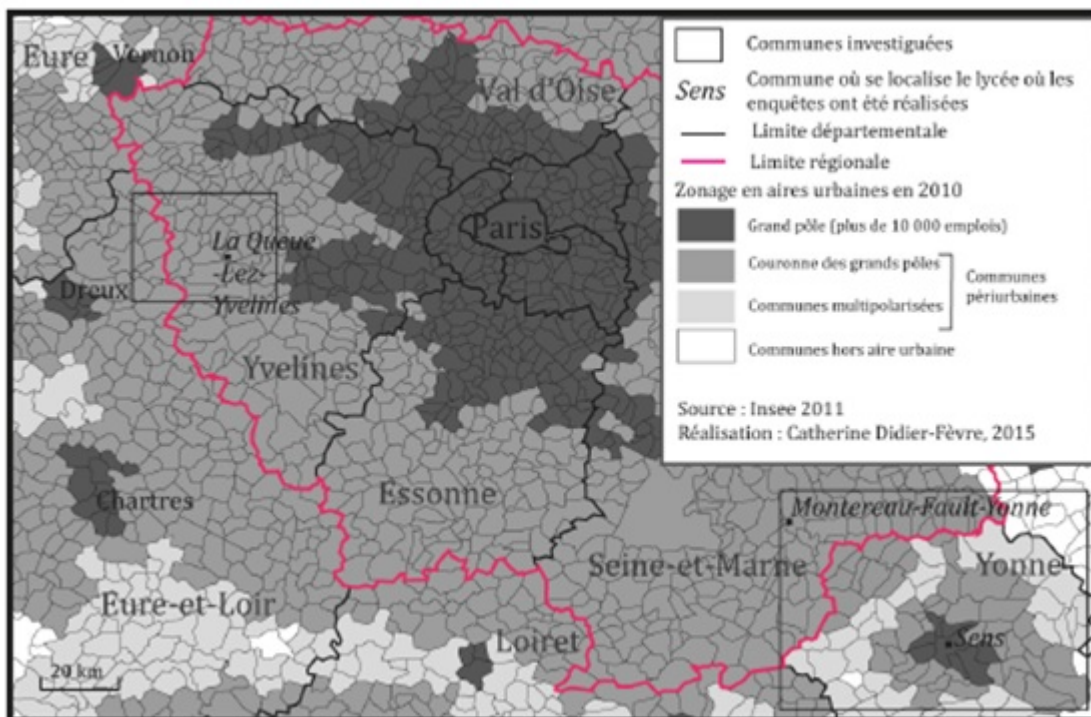 Eure
Vernon
Val d'Oise
Paris
La Queue
-Lez-
Yvelines
Dreux
Yvelines
Chartres
Essonne
Montereau-Fault-Yonne
Seine-et-Marne
Yonne
Eure-et-Loir
Loiret
Sens
20 km
Communes investiguées
Sens
Commune où se localise le lycée où les
enquêtes ont été réalisées
Limite départementale
Limite régionale
Zonage en aires urbaines en 2010
Grand pôle (plus de 10 000 emplois)
Couronne des grands pôles
Communes multipolarisées
Communes
périurbaines
Communes hors aire urbaine
Source : Insee 2011
Réalisation : Catherine Didier-Fèvre, 2015